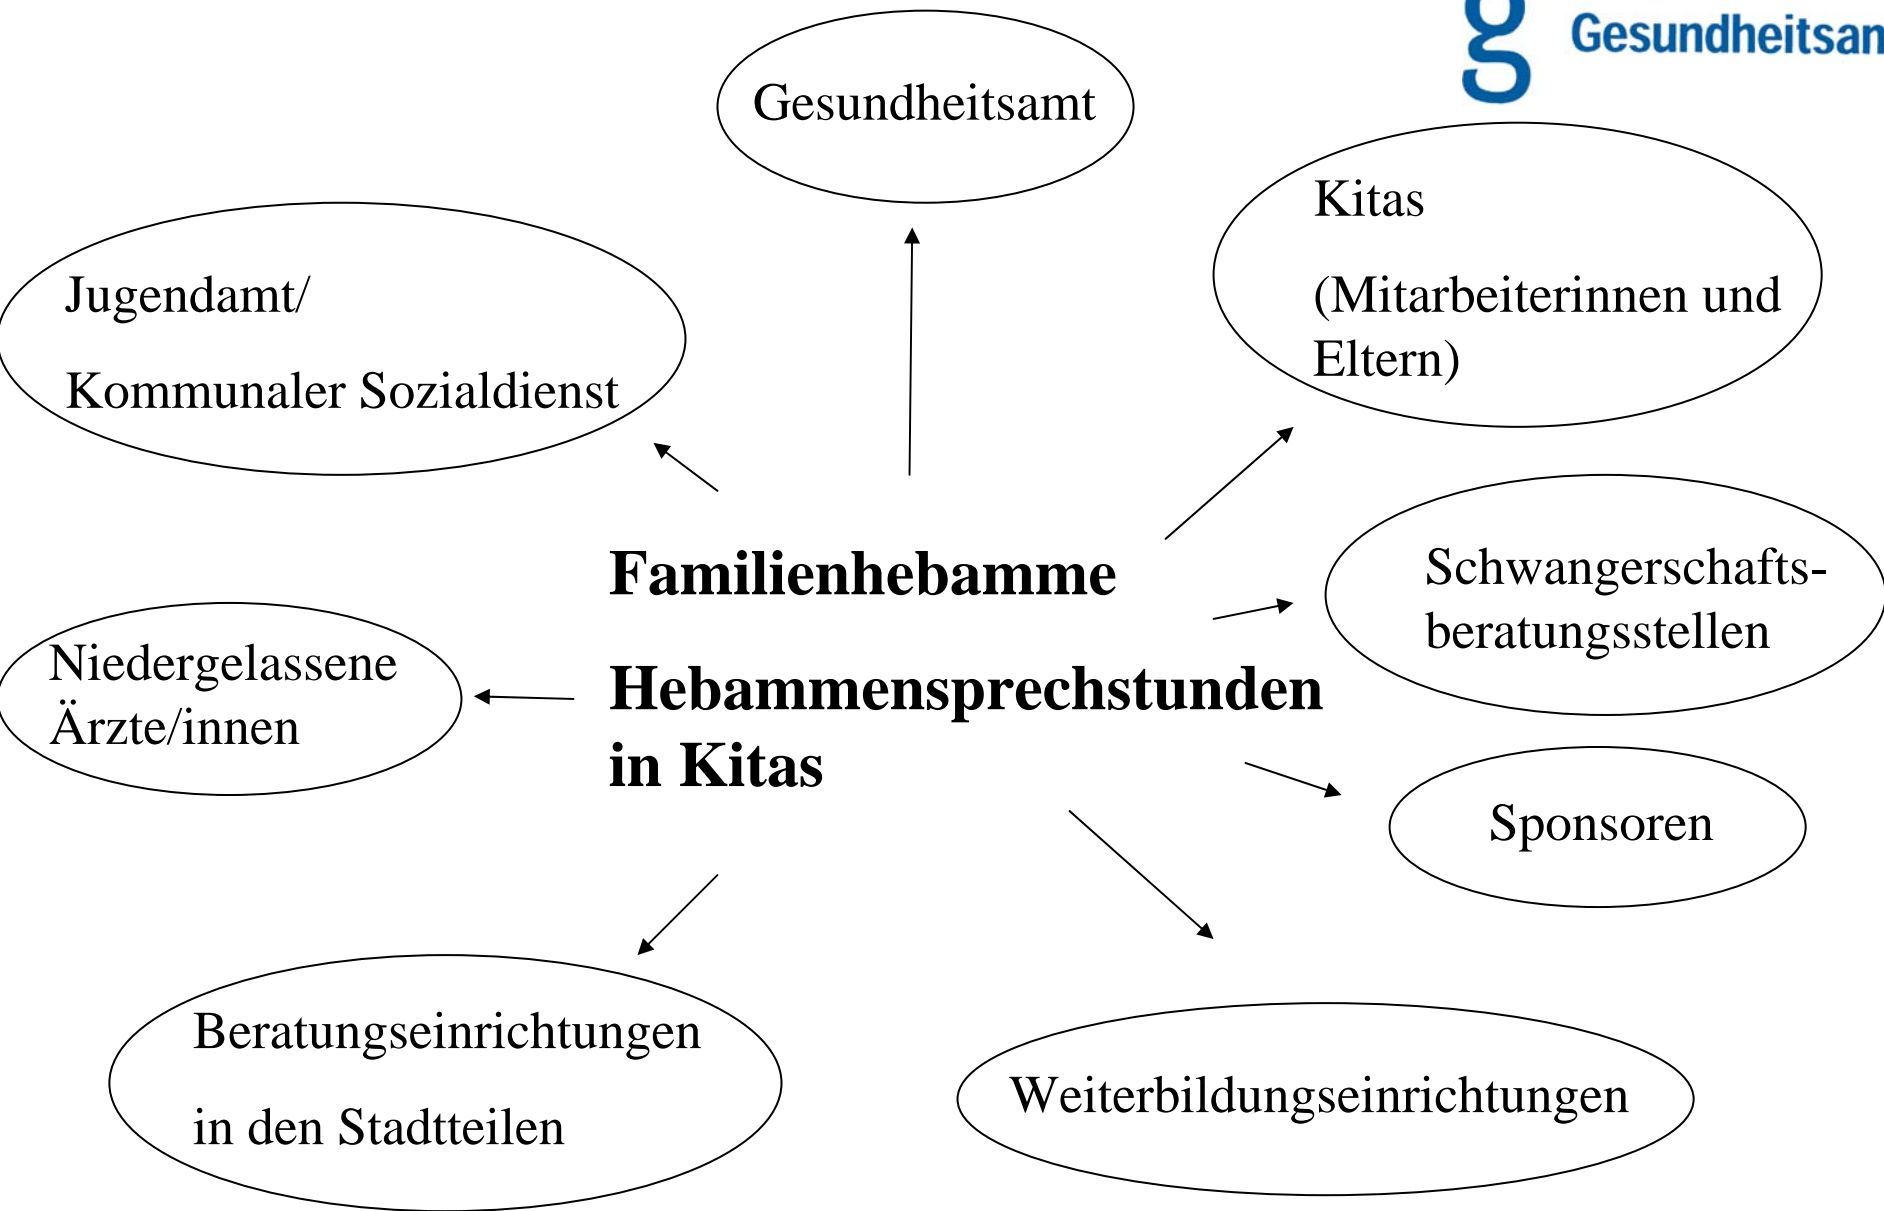 Gesundheitsan
Gesundheitsamt
Kitas
(Mitarbeiterinnen und
Eltern)
Jugendamt/
Kommunaler Sozialdienst
Familienhebamme
Hebammensprechstunden
in Kitas
Schwangerschafts-
beratungsstellen
Niedergelassene
Ärzte/innen
Sponsoren
Beratungseinrichtungen
in den Stadtteilen
Weiterbildungseinrichtungen